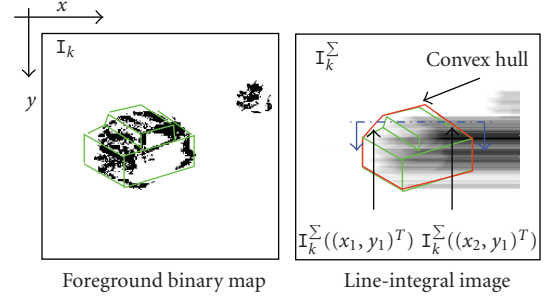 x
y
I_k
I_k^Σ
Convex hull
I_k^Σ((x_1, y_1)^T) I_k^Σ((x_2, y_1)^T)
Foreground binary map
Line-integral image